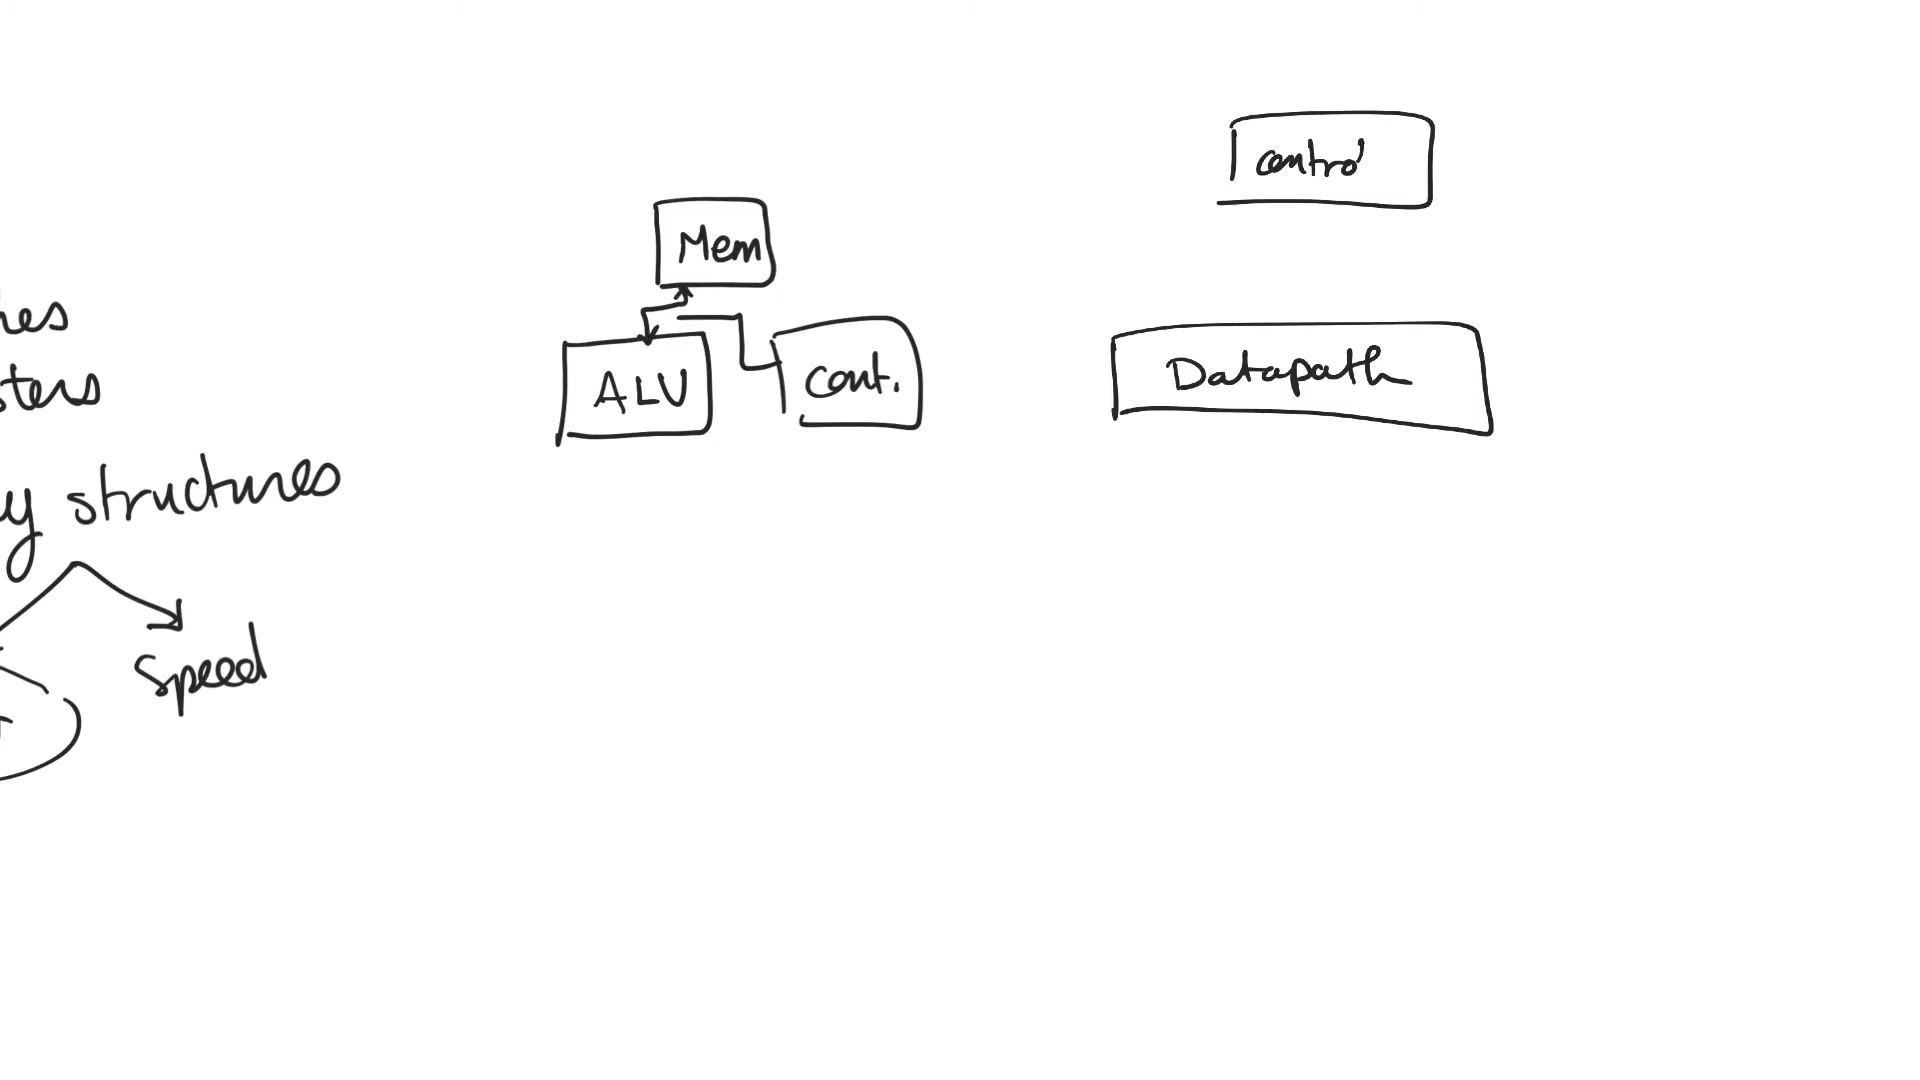 structures
Speed
Mem
ALU
Cont.
contro
Datapath